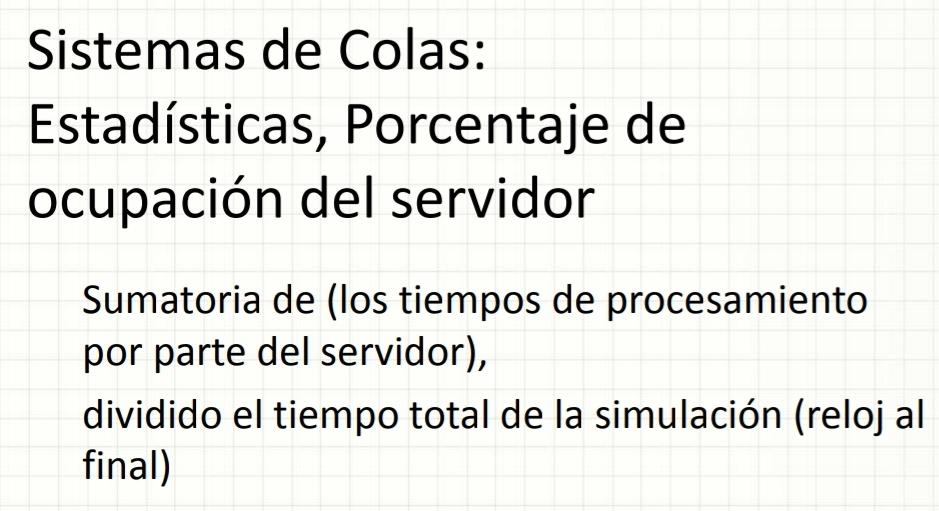 Sistemas de Colas:
Estadísticas, Porcentaje de
ocupación del servidor
Sumatoria de (los tiempos de procesamiento
por parte del servidor),
dividido el tiempo total de la simulación (reloj al
final)